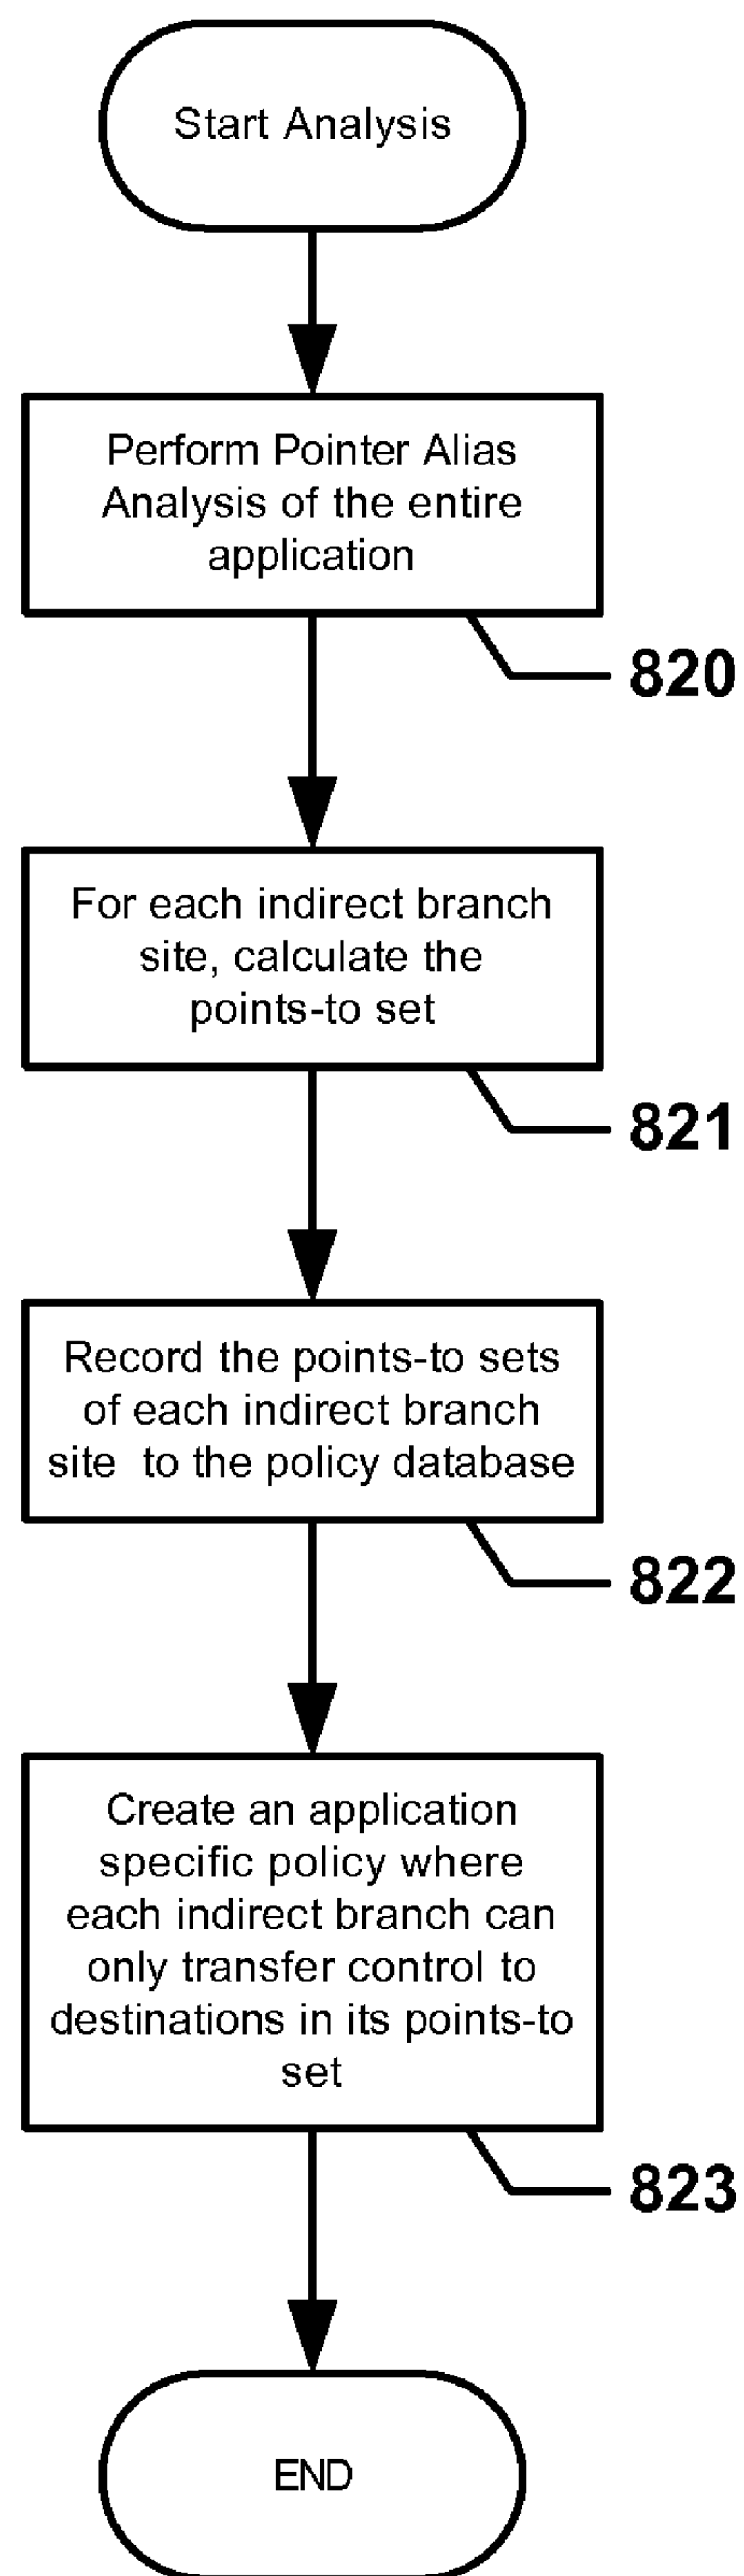 Start Analysis
Perform Pointer Alias
Analysis of the entire
application
820
For each indirect branch
site, calculate the
points-to set
821
Record the points-to sets
of each indirect branch
site  to the policy database
822
Create an application
specific policy where
each indirect branch can
only transfer control to
destinations in its points-to
set
823
END